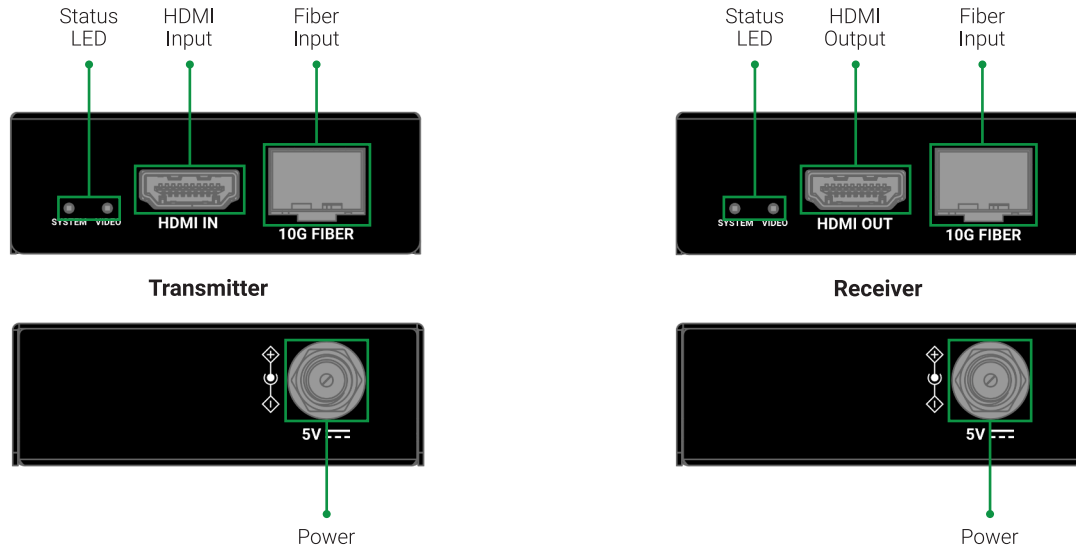 Status
LED
HDMI
Input
Fiber
Input
SYSTEM VIDEO
HDMI IN
10G FIBER
Transmitter
5V
Power
Status
LED
HDMI
Output
Fiber
Input
SYSTEM VIDEO
HDMI OUT
10G FIBER
Receiver
5V
Power